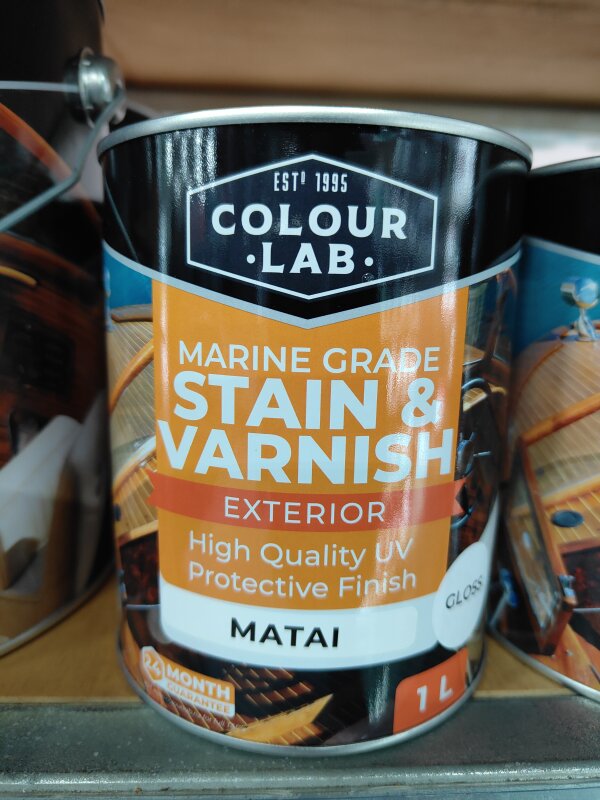 ESTD 1995
COLOUR
·LAB·
MARINE GRADE
STAIN &
VARNISH
EXTERIOR
High Quality UV
Protective Finish
GLOSS
MATAI
24 MONTH
GUARANTEE
1 L